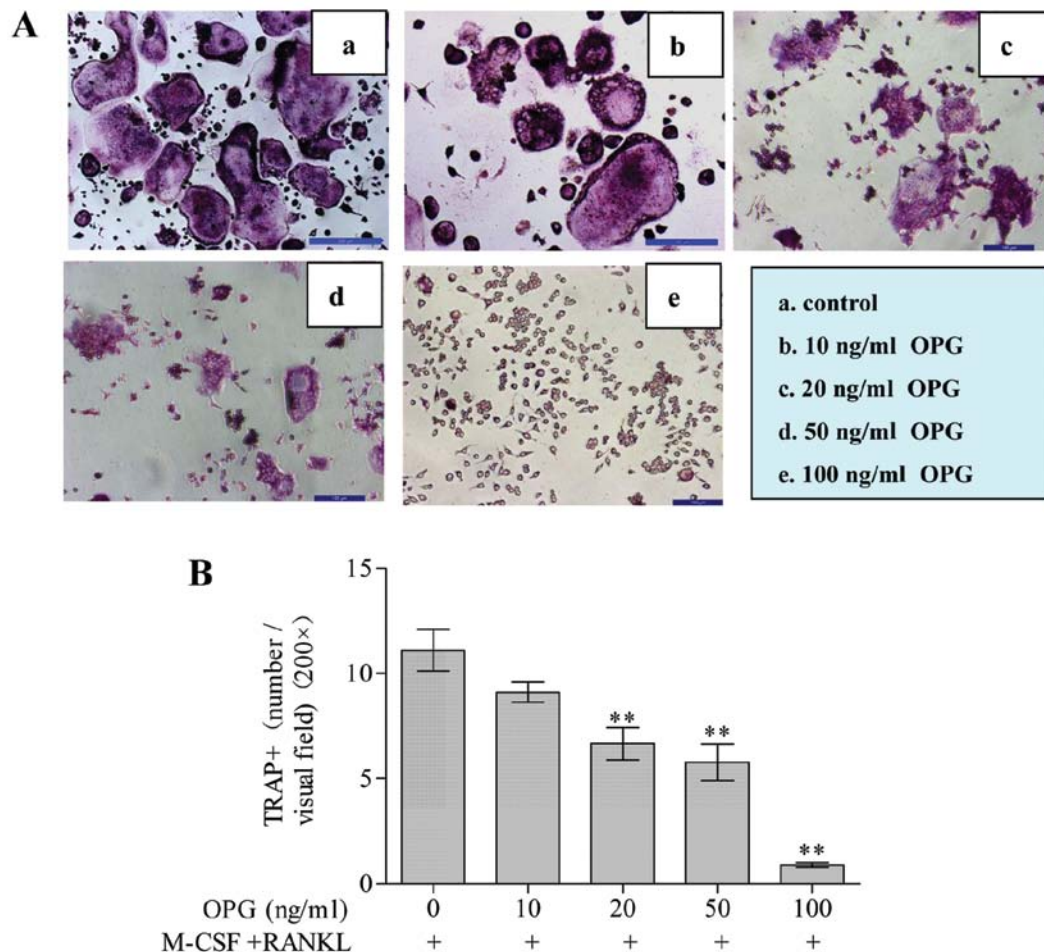 A
a
b
c
d
e
a. control
b. 10 ng/ml OPG
c. 20 ng/ml OPG
d. 50 ng/ml OPG
e. 100 ng/ml OPG
B
TRAP+ (number /
visual field) (200×)
15
10
5
0
**
**
**
OPG (ng/ml) 0 10 20 50 100
M-CSF +RANKL + + + + +